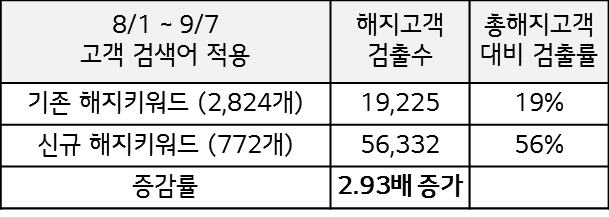 8/1 ~ 9/7
고객 검색어 적용
해지고객
검출수
총해지고객
대비 검출률
기존 해지키워드 (2,824개) 19,225 19%
신규 해지키워드 (772개) 56,332 56%
증감률 2.93배 증가